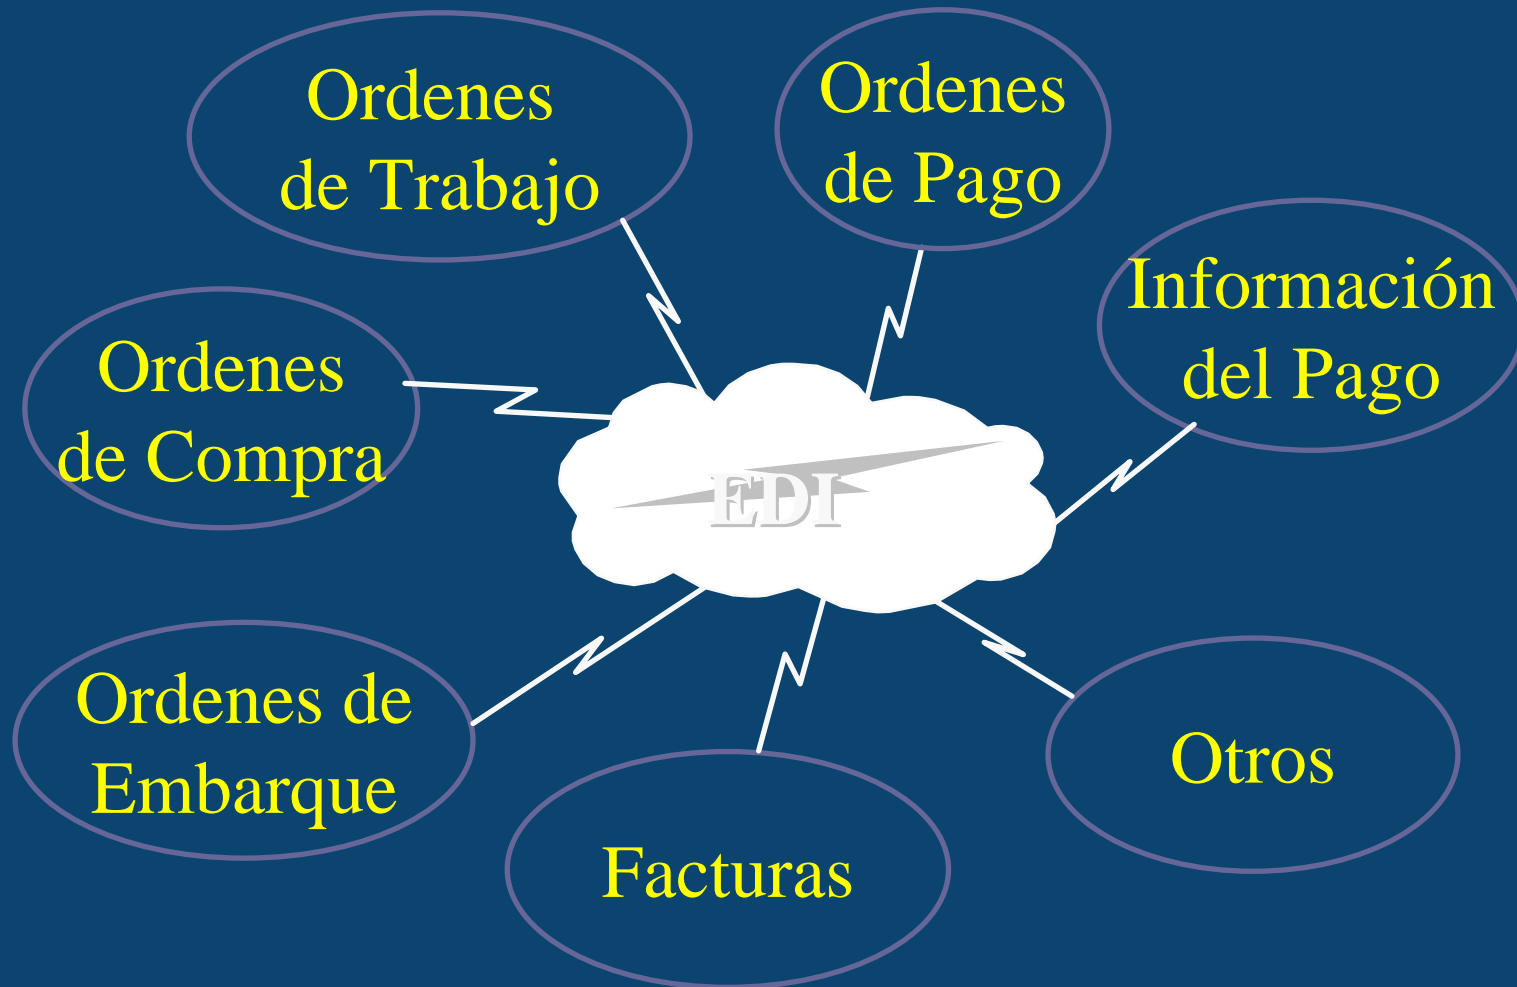 Ordenes
de Trabajo
Ordenes
de Pago
Información
del Pago
Ordenes
de Compra
EDI
Ordenes de
Embarque
Facturas
Otros